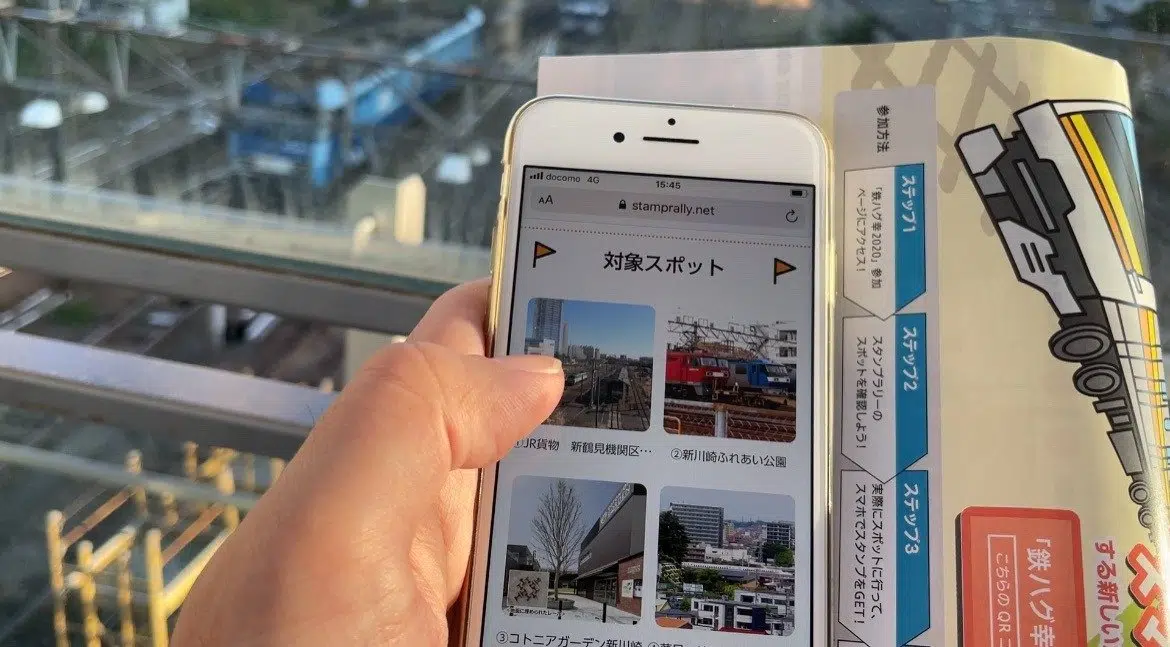 docomo 4G
15:45
AA
stamprally.net
対象スポット
①JR貨物 新鶴見機関区…
②新川崎ふれあい公園
③コトニアガーデン新川崎
参加方法
ステップ1
「鉄ハグ幸2020」参加
ページにアクセス!
ステップ2
スタンプラリーの
スポットを確認しよう!
ステップ3
実際にスポットに行って、
スマホでスタンプをGET!
「鉄ハグ幸
こちらのQR
する新しい